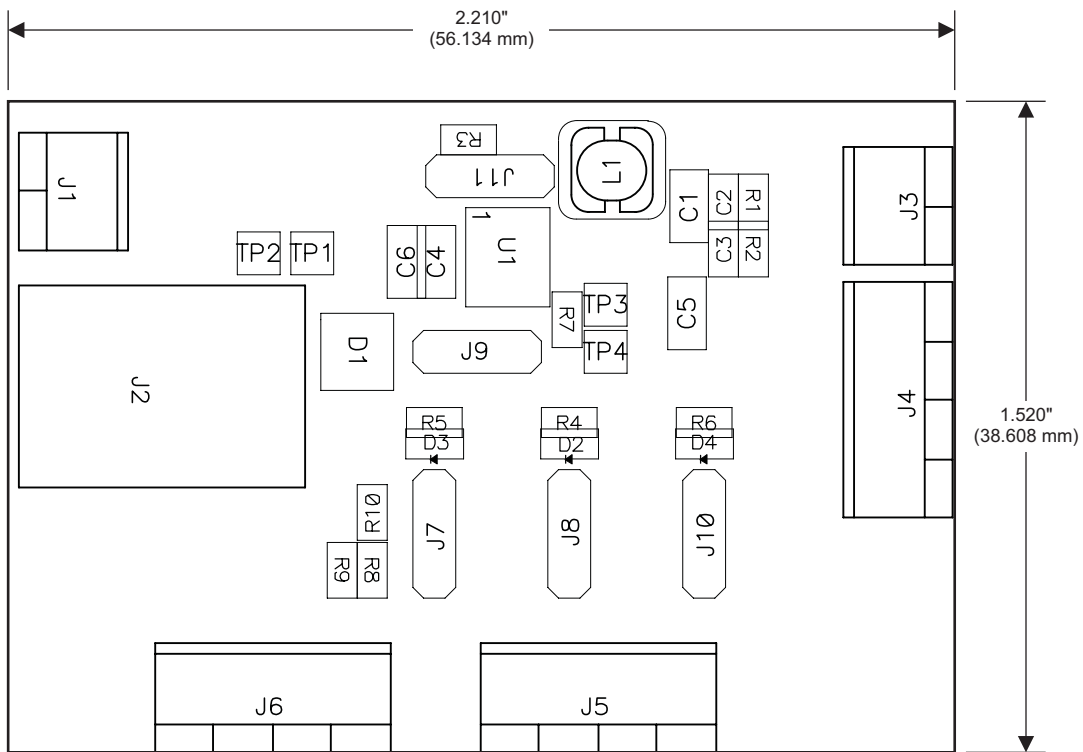 2.210"
(56.134 mm)
R3
J11
L1
J1
C1
C2
R1
J3
TP2
TP1
C6
C4
1
U1
C3
R2
TP3
C5
R7
D1
J9
TP4
J2
J4
1.520"
(38.608 mm)
R5
D3
R4
D2
R6
D4
R10
J7
J8
J10
R9
R8
J6
J5